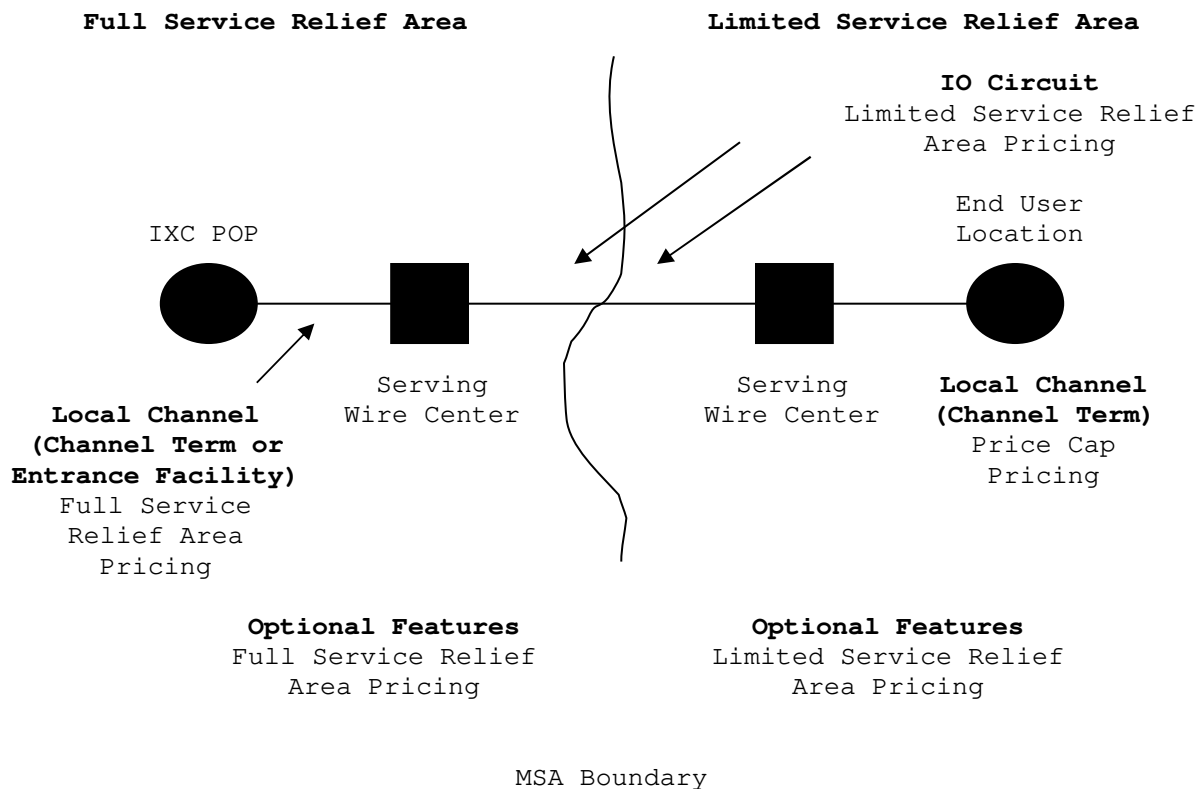 Full Service Relief Area
Limited Service Relief Area
IO Circuit
Limited Service Relief
Area Pricing
IXC POP
End User
Location
Serving
Wire Center
Serving
Wire Center
Local Channel
(Channel Term or
Entrance Facility)
Full Service
Relief Area
Pricing
Local Channel
(Channel Term)
Price Cap
Pricing
Optional Features
Full Service Relief
Area Pricing
Optional Features
Limited Service Relief
Area Pricing
MSA Boundary